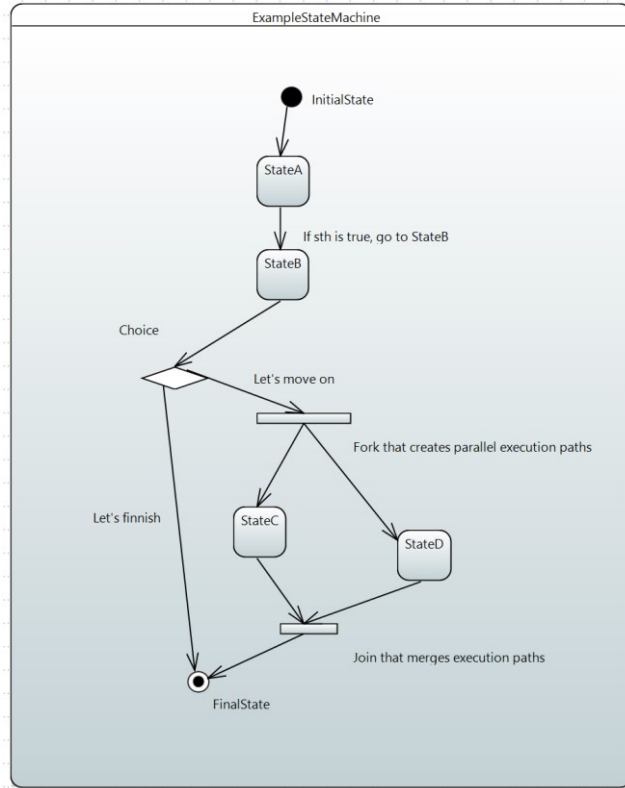 ExampleStateMachine
InitialState
StateA
If sth is true, go to StateB
StateB
Choice
Let's move on
Fork that creates parallel execution paths
StateC
Let's finnish
StateD
Join that merges execution paths
FinalState